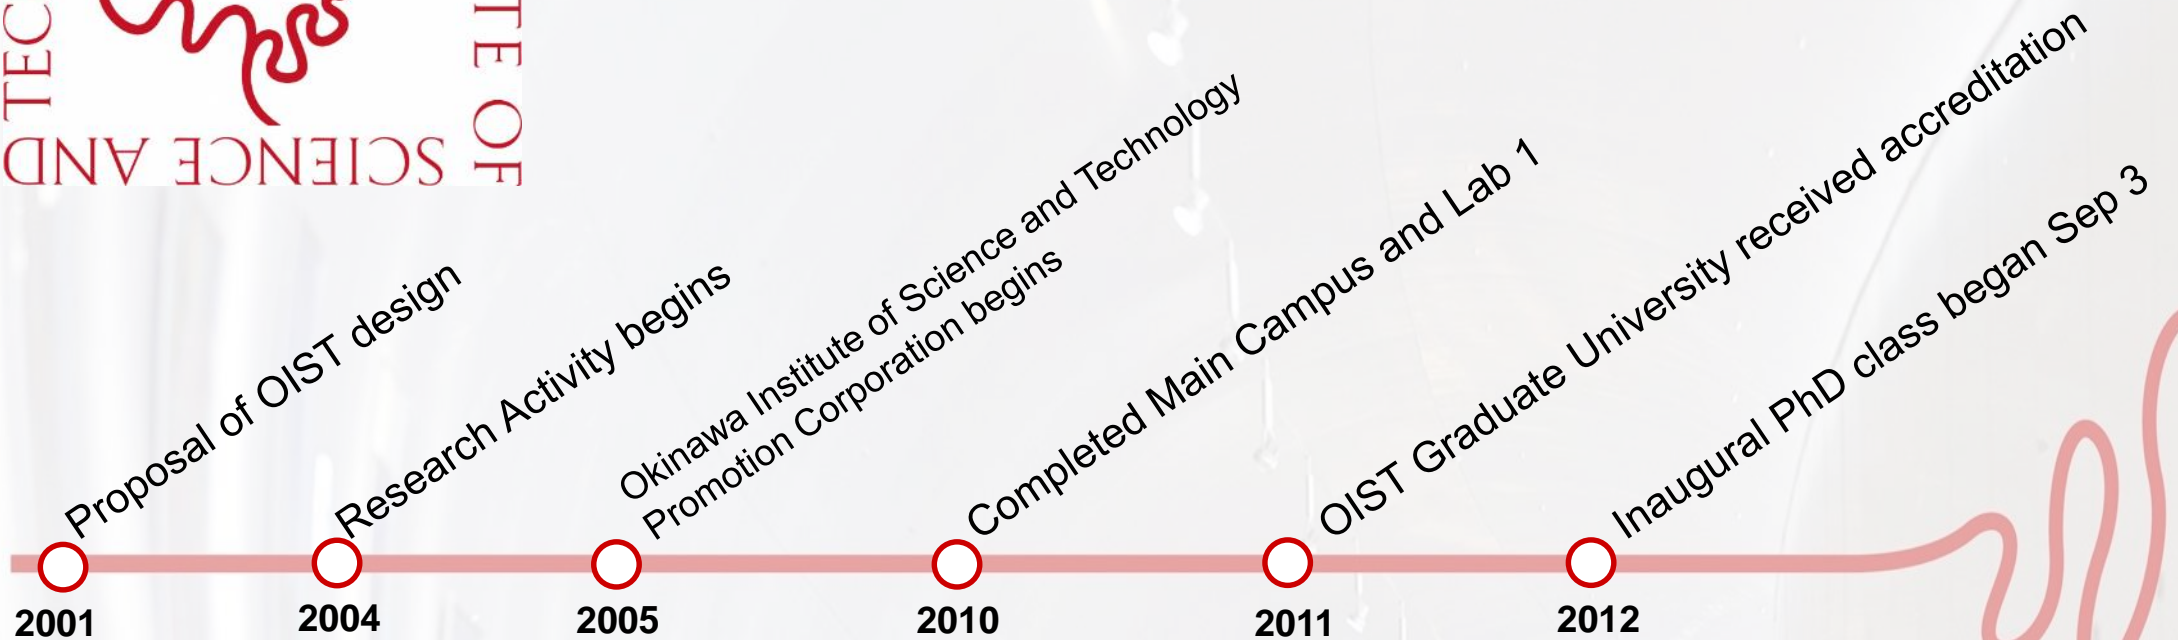 TEC
SCIENCE AND
TE OF
Proposal of OIST design
Research Activity begins
Okinawa Institute of Science and Technology
Promotion Corporation begins
Completed Main Campus and Lab 1
OIST Graduate University received accreditation
Inaugural PhD class began Sep 3
2001
2004
2005
2010
2011
2012